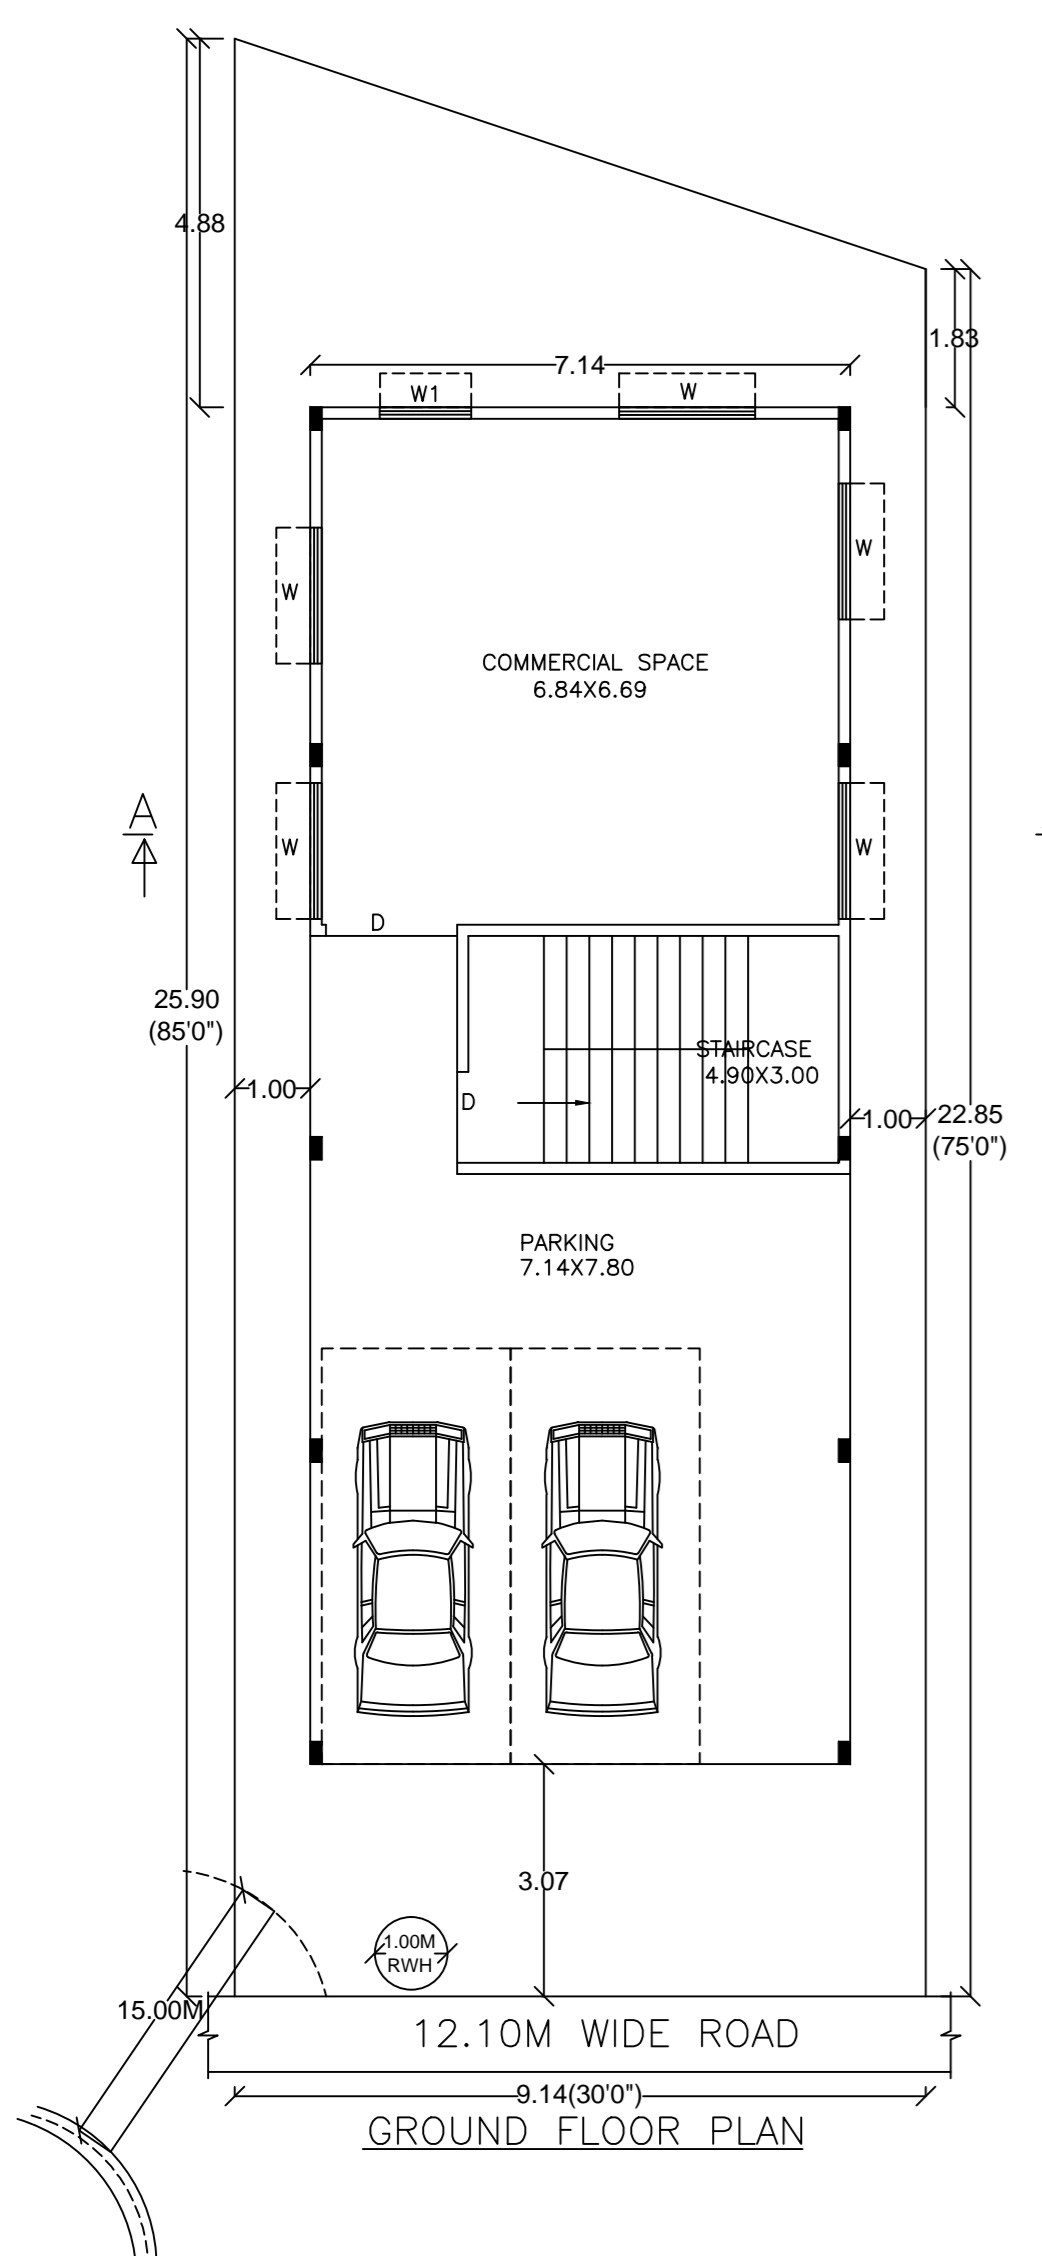 4.88
1.83
7.14
W1
W
W
W
COMMERCIAL SPACE
6.84X6.69
A
W
W
D
25.90
(85'0")
STAIRCASE
4.90X3.00
1.00
D
1.00
22.85
(75'0")
PARKING
7.14X7.80
3.07
1.00M
RWH
15.00M
12.10M WIDE ROAD
9.14(30'0")
GROUND FLOOR PLAN